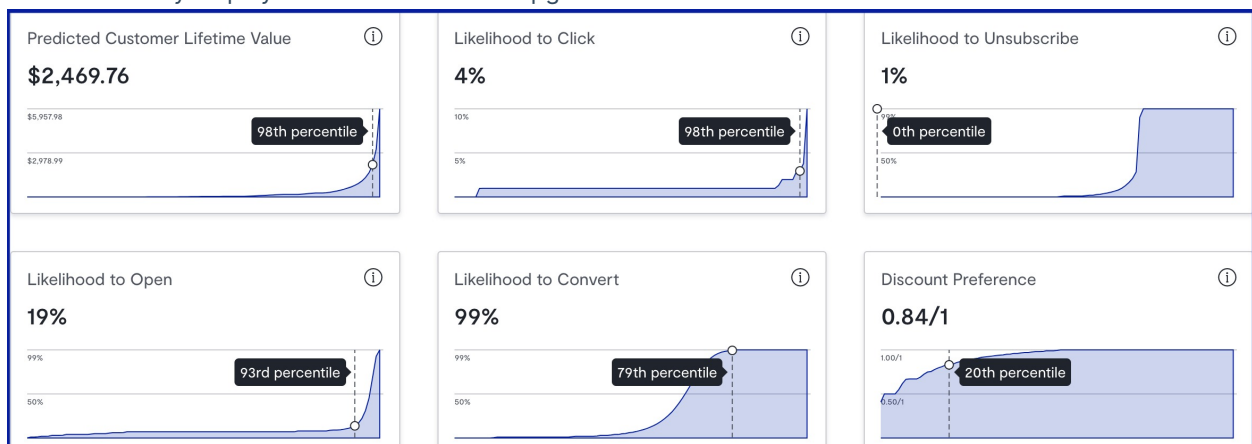 Predicted Customer Lifetime Value
$2,469.76
$5,957.98
98th percentile
$2,978.99
Likelihood to Click
4%
10%
98th percentile
5%
Likelihood to Unsubscribe
1%
99%
0th percentile
50%
Likelihood to Open
19%
99%
93rd percentile
50%
Likelihood to Convert
99%
99%
79th percentile
50%
Discount Preference
0.84/1
1.00/1
20th percentile
0.50/1